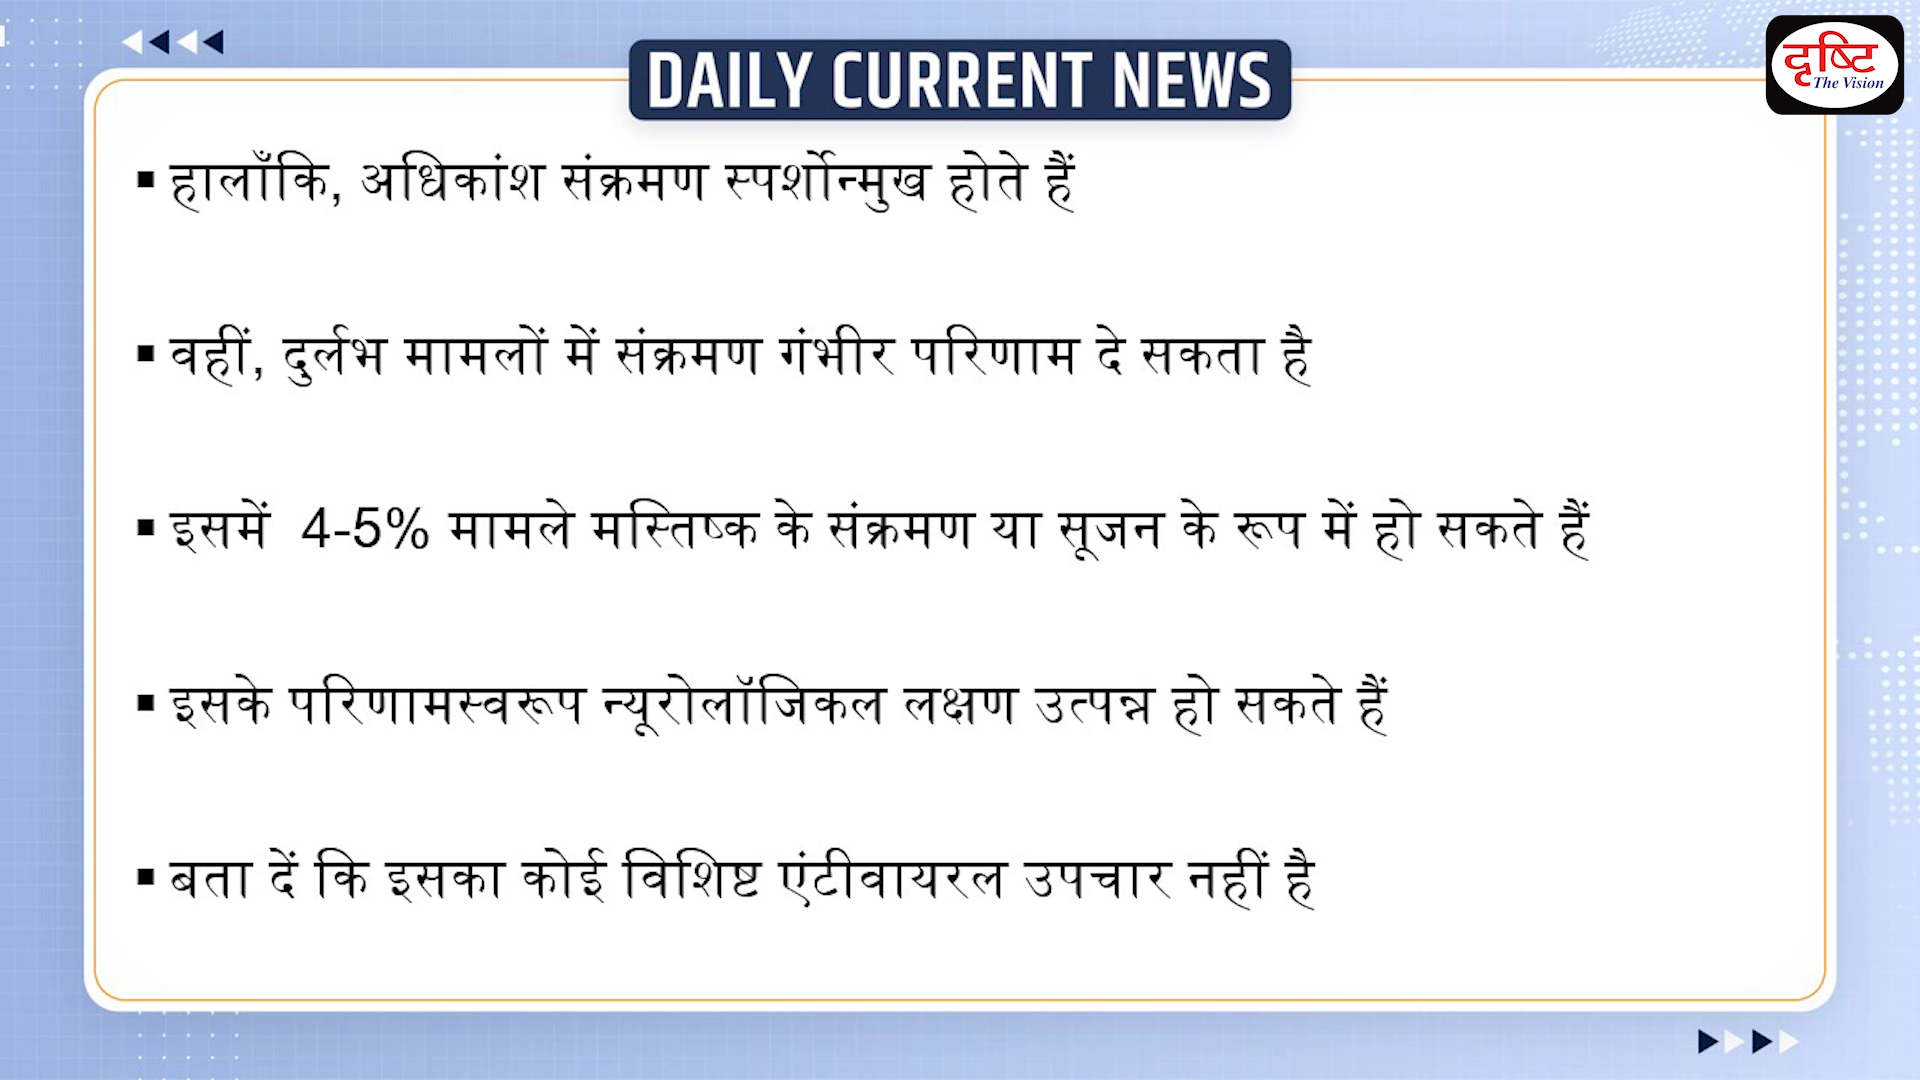 DAILY CURRENT NEWS
दृष्टि
The Vision
▪ हालाँकि, अधिकांश संक्रमण स्पर्शोन्मुख होते हैं
▪ वहीं, दुर्लभ मामलों में संक्रमण गंभीर परिणाम दे सकता है
▪ इसमें 4-5% मामले मस्तिष्क के संक्रमण या सूजन के रूप में हो सकते हैं
▪ इसके परिणामस्वरूप न्यूरोलॉजिकल लक्षण उत्पन्न हो सकते हैं
▪ बता दें कि इसका कोई विशिष्ट एंटीवायरल उपचार नहीं है